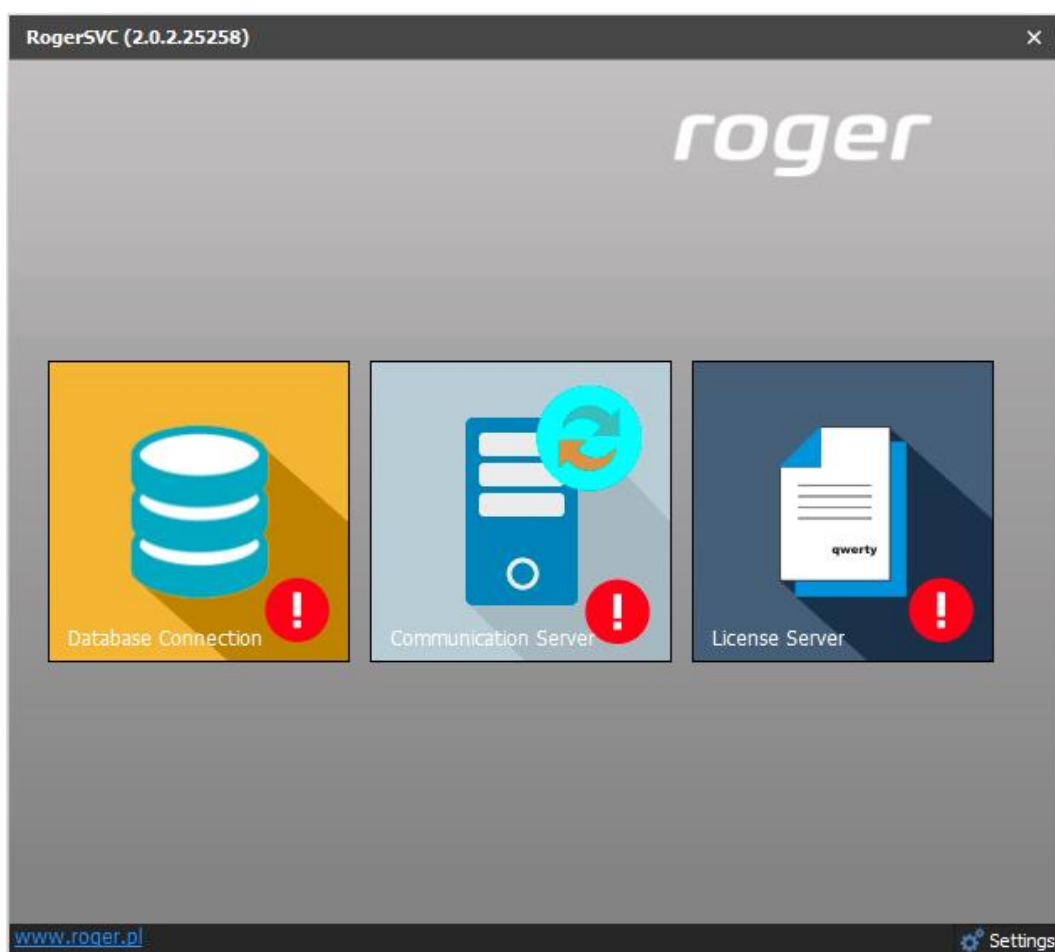 RogerSVC (2.0.2.25258)
roger
qwerty
Database Connection
Communication Server
License Server
www.roger.pl
Settings